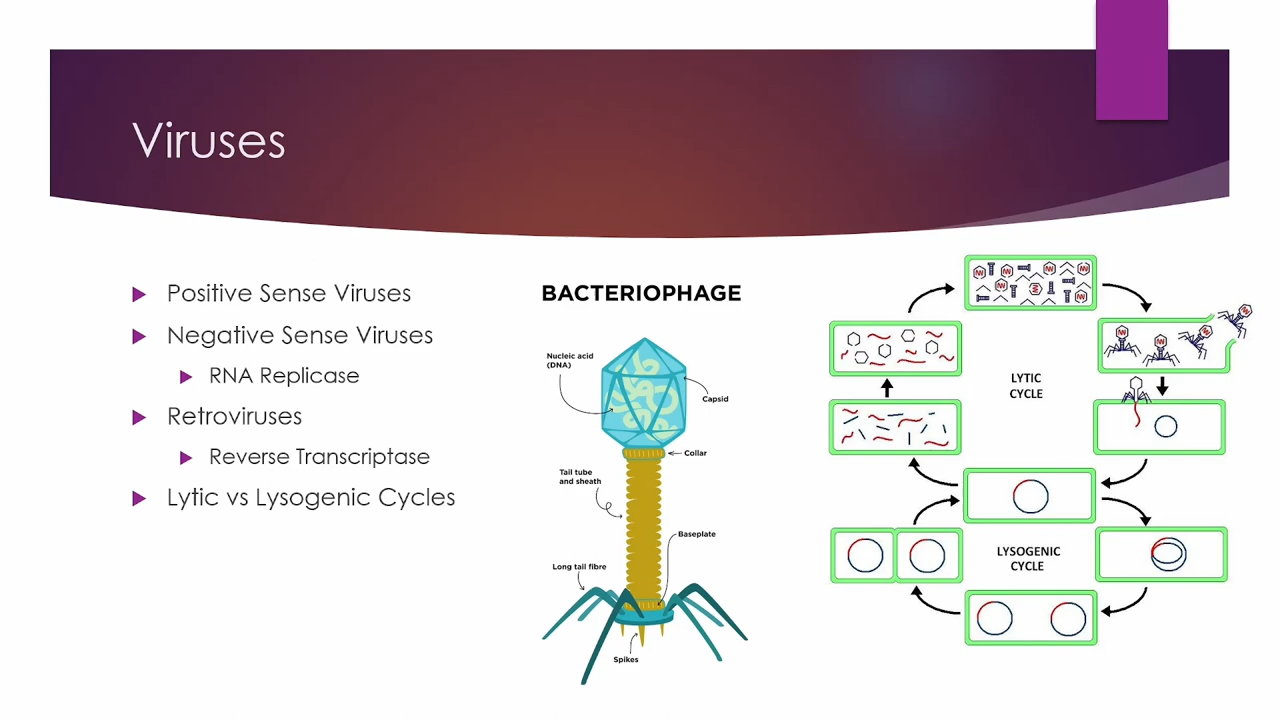 Viruses
Positive Sense Viruses
Negative Sense Viruses
RNA Replicase
Retroviruses
Reverse Transcriptase
Lytic vs Lysogenic Cycles
BACTERIOPHAGE
Nucleic acid
(DNA)
Capsid
Collar
Tail tube
and sheath
Baseplate
Long tail fibre
Spikes
LYTIC
CYCLE
LYSOGENIC
CYCLE